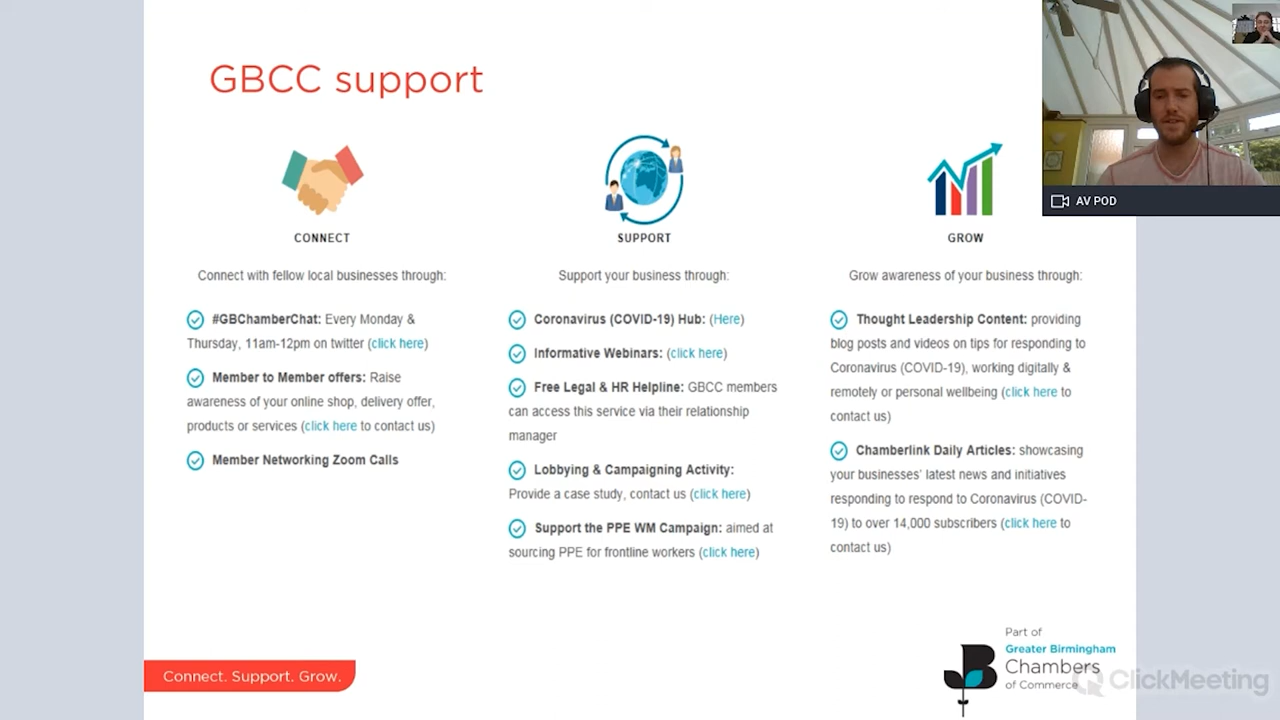 GBCC support
AV POD
CONNECT
Connect with fellow local businesses through:
#GBChamberChat: Every Monday &
Thursday, 11am-12pm on twitter (click here)
Member to Member offers: Raise
awareness of your online shop, delivery offer,
products or services (click here to contact us)
Member Networking Zoom Calls
SUPPORT
Support your business through:
Coronavirus (COVID-19) Hub: (Here)
Informative Webinars: (click here)
Free Legal & HR Helpline: GBCC members
can access this service via their relationship
manager
Lobbying & Campaigning Activity:
Provide a case study, contact us (click here)
Support the PPE WM Campaign: aimed at
sourcing PPE for frontline workers (click here)
GROW
Grow awareness of your business through:
Thought Leadership Content: providing
blog posts and videos on tips for responding to
Coronavirus (COVID-19), working digitally &
remotely or personal wellbeing (click here to
contact us)
Chamberlink Daily Articles: showcasing
your businesses' latest news and initiatives
responding to respond to Coronavirus (COVID-
19) to over 14,000 subscribers (click here to
contact us)
Connect. Support. Grow.
Part of
Greater Birmingham
Chambers
of Commerce
ClickMeeting